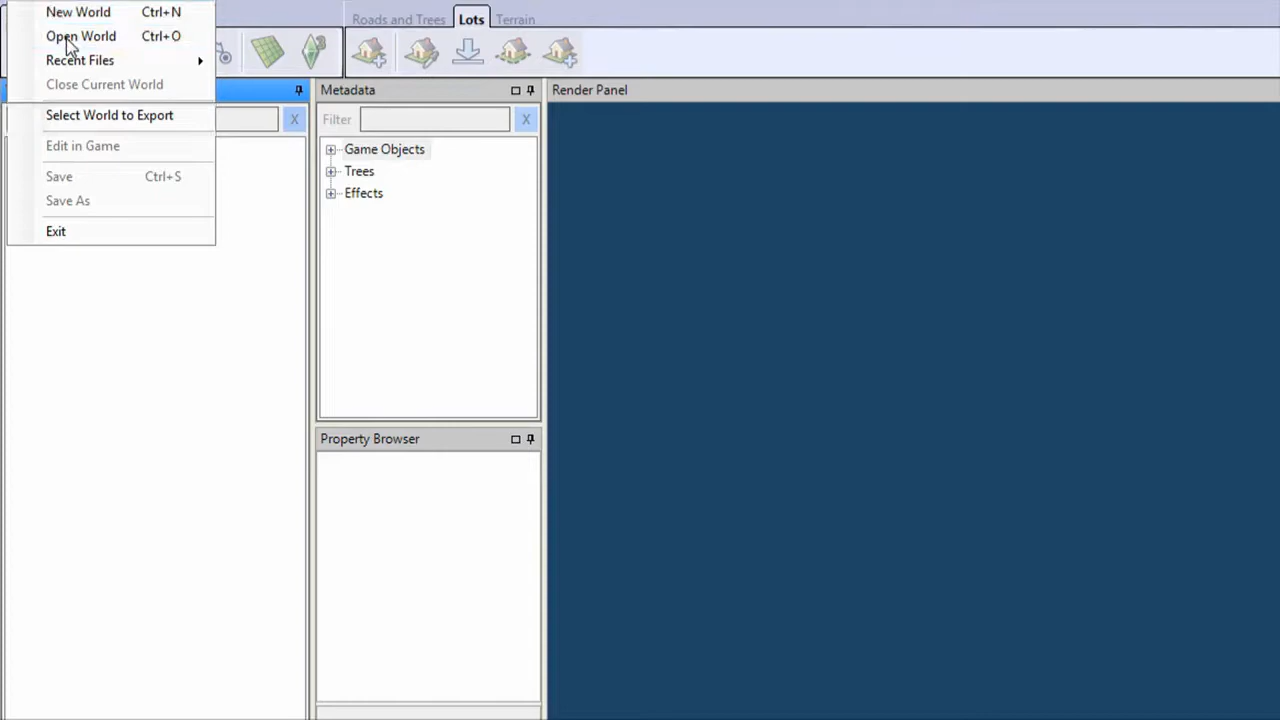 New World Ctrl+N
Open World Ctrl+O
Recent Files
Close Current World
Select World to Export
Edit in Game
Save Ctrl+S
Save As
Exit
Roads and Trees Lots Terrain
X
Metadata
Filter X
Game Objects
Trees
Effects
Property Browser
Render Panel